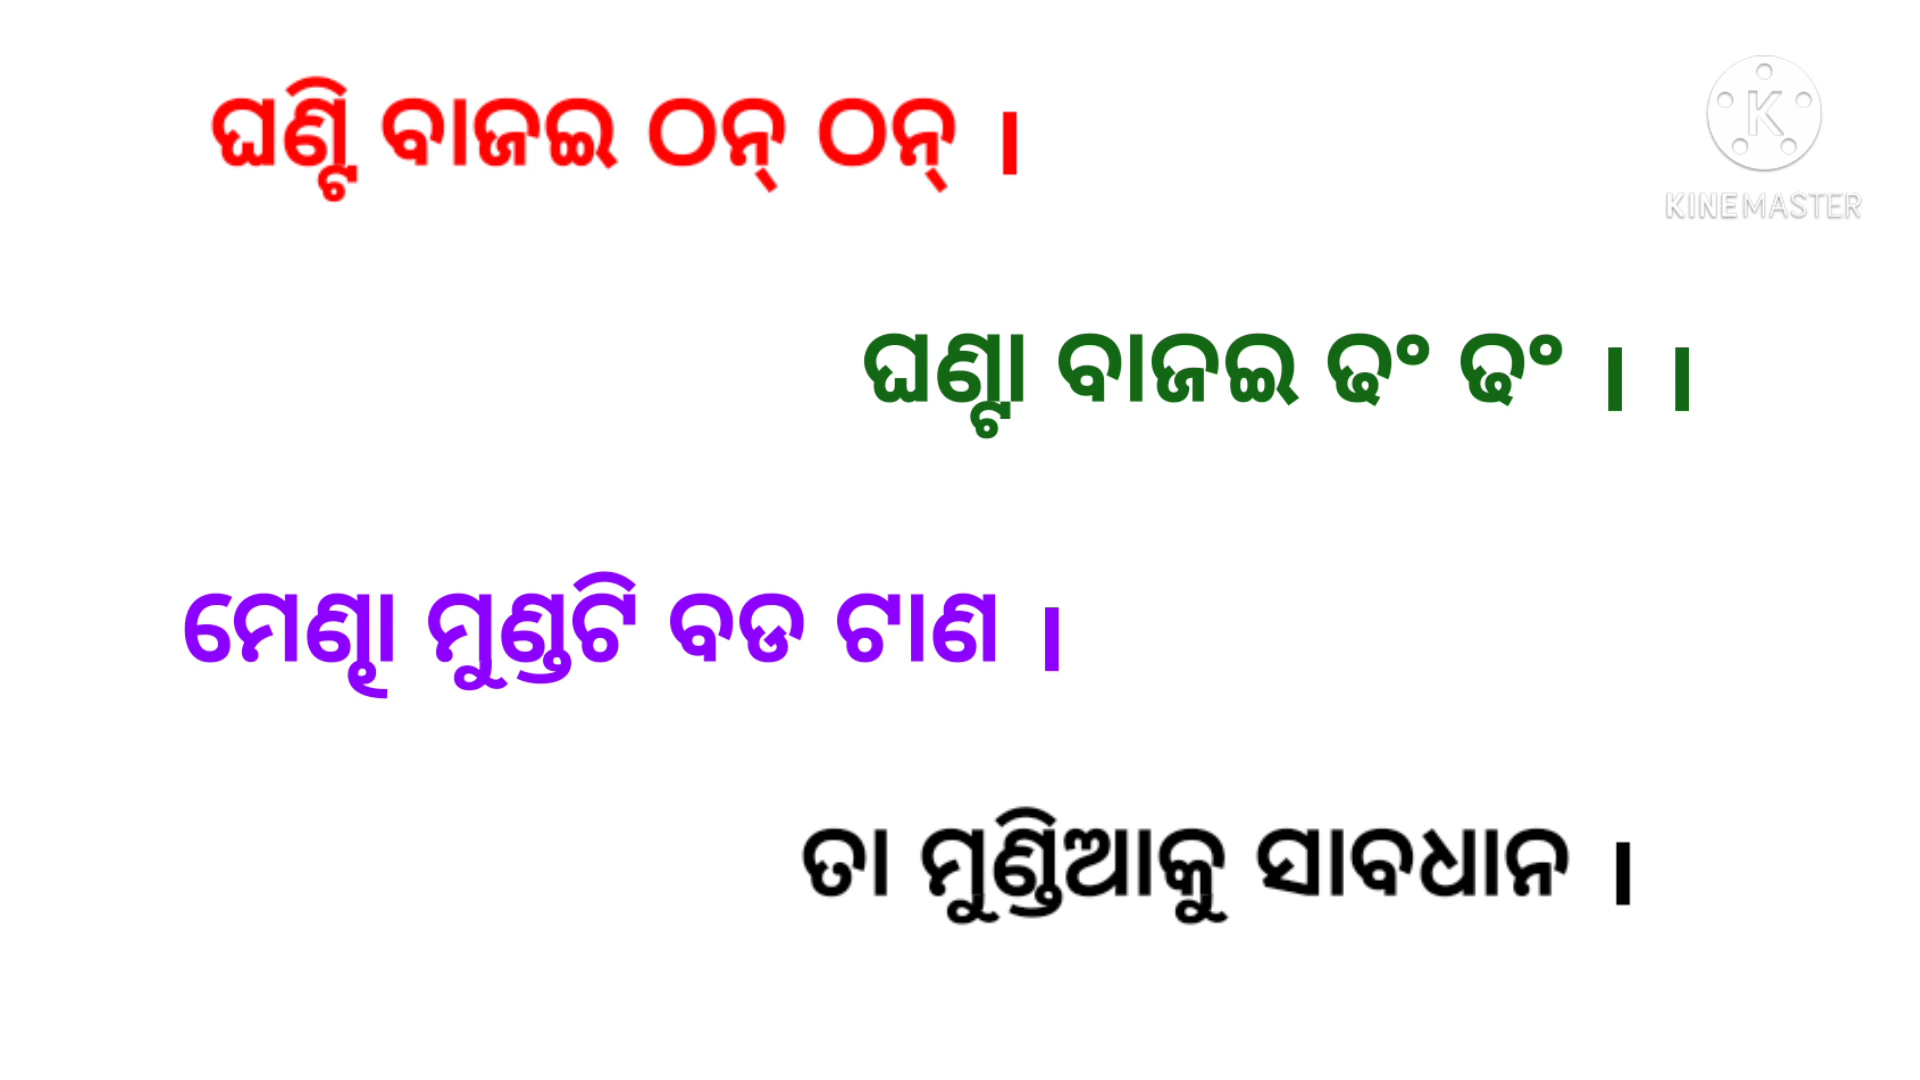 ଘଣ୍ଟି ବାଜଇ ଠନ୍ ଠନ୍ ।
KINEMASTER
ଘଣ୍ଟା ବାଜଇ ଢଂ ଢଂ । ।
ମେଣ୍ଢା ମୁଣ୍ଡଟି ବଡ ଟାଣ ।
ତା ମୁଣ୍ଡିଆକୁ ସାବଧାନ ।